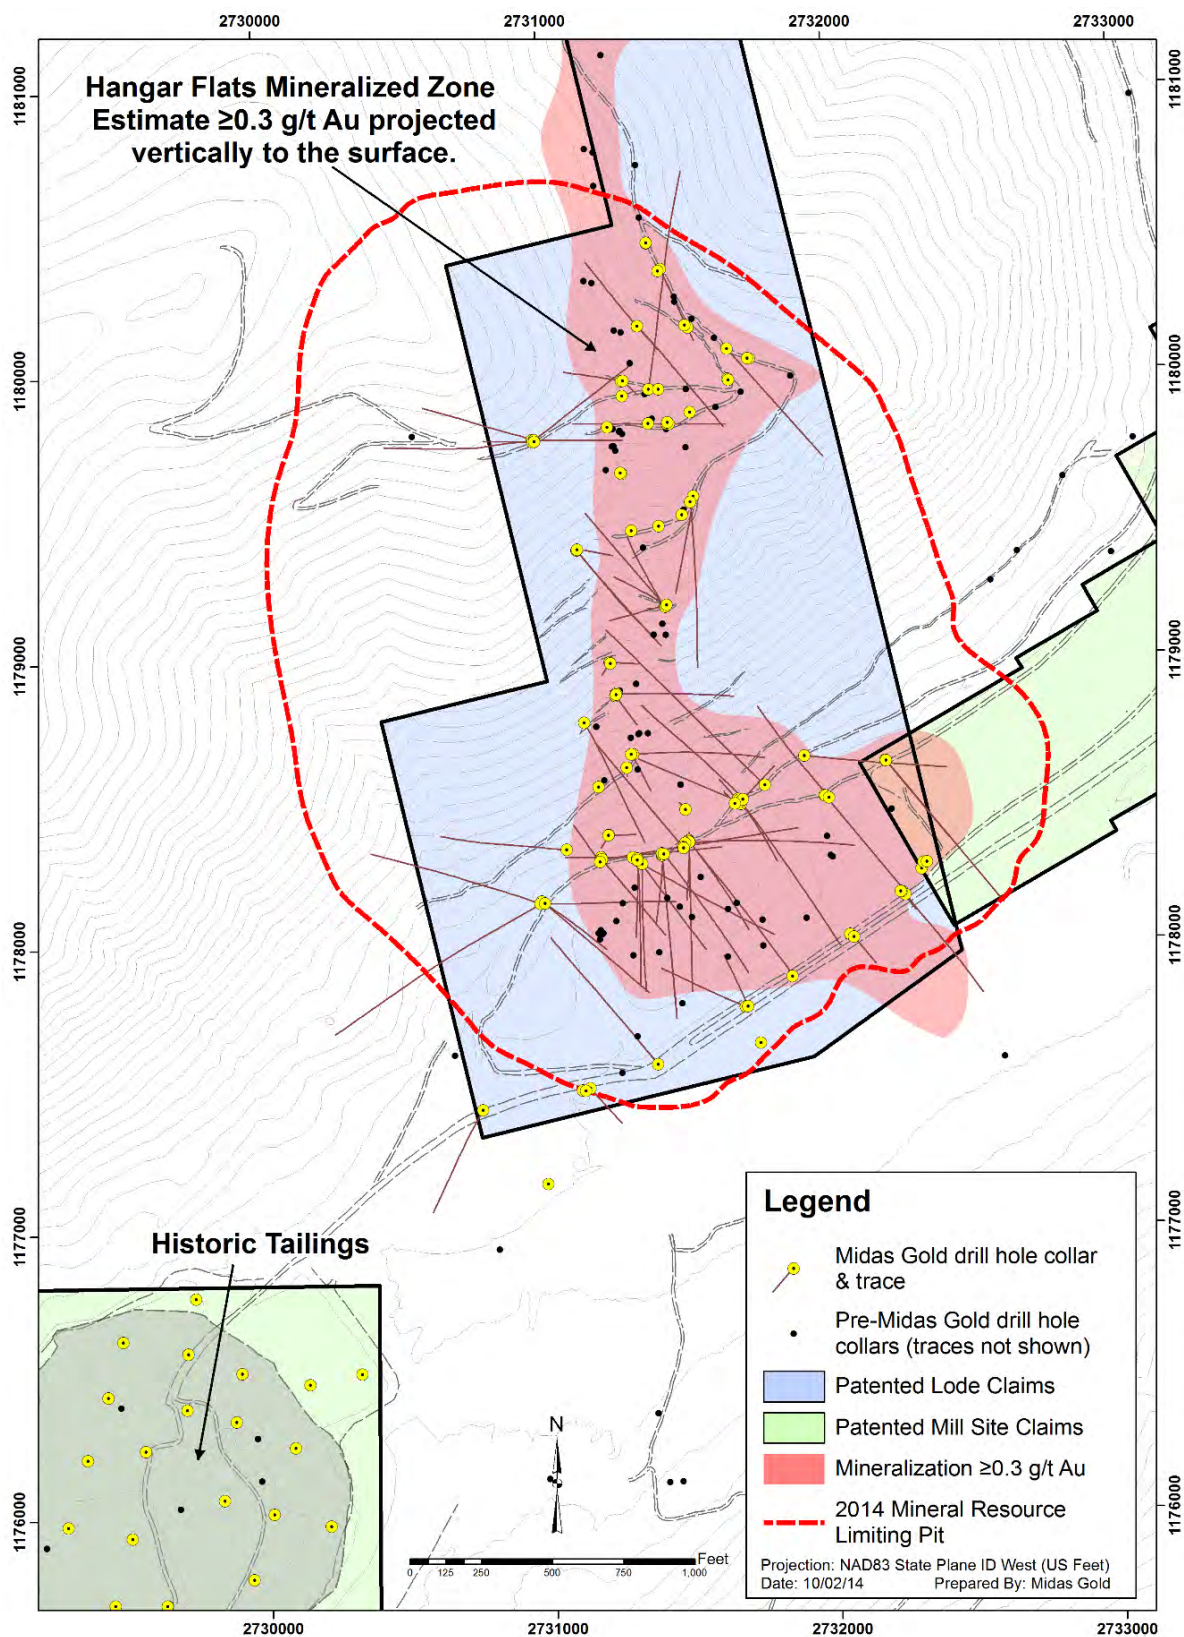 2730000 2731000 2732000 2733000
1181000
1181000
Hangar Flats Mineralized Zone
Estimate ≥0.3 g/t Au projected
vertically to the surface.
1180000
1180000
1179000
1179000
1178000
1178000
1177000
1177000
Historic Tailings
1176000
1176000
N
Feet
0 125 250 500 750 1,000
Legend
Midas Gold drill hole collar
& trace
Pre-Midas Gold drill hole
collars (traces not shown)
Patented Lode Claims
Patented Mill Site Claims
Mineralization ≥0.3 g/t Au
2014 Mineral Resource
Limiting Pit
Projection: NAD83 State Plane ID West (US Feet)
Date: 10/02/14 Prepared By: Midas Gold
2730000 2731000 2732000 2733000